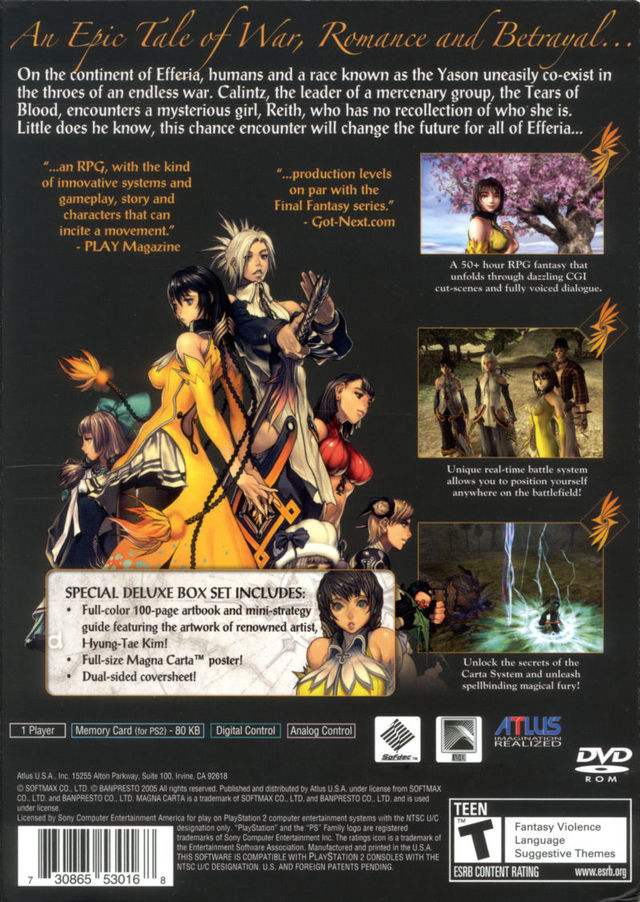 An Epic Tale of War, Romance and Betrayal...
On the continent of Efferia, humans and a race known as the Yason uneasily co-exist in
the throes of an endless war. Calintz, the leader of a mercenary group, the Tears of
Blood, encounters a mysterious girl, Reith, who has no recollection of who she is.
Little does he know, this chance encounter will change the future for all of Efferia...
"...an RPG, with the kind
of innovative systems and
gameplay, story and
characters that can
incite a movement."
- PLAY Magazine
"...production levels
on par with the
Final Fantasy series."
- Got-Next.com
A 50+ hour RPG fantasy that
unfolds through dazzling CGI
cut-scenes and fully voiced dialogue.
Unique real-time battle system
allows you to position yourself
anywhere on the battlefield!
Unlock the secrets of the
Carta System and unleash
spellbinding magical fury!
SPECIAL DELUXE BOX SET INCLUDES:
• Full-color 100-page artbook and mini-strategy
guide featuring the artwork of renowned artist,
Hyung-Tae Kim!
• Full-size Magna Carta™ poster!
• Dual-sided coversheet!
1 Player
Memory Card (for PS2) - 80 KB
Digital Control
Analog Control
Sofdec™
ATLUS
IMAGINATION
REALIZED
DVD
ROM
Atlus U.S.A., Inc. 15255 Alton Parkway, Suite 100, Irvine, CA 92618
© SOFTMAX CO., LTD. © BANPRESTO 2005 All rights reserved. Published and distributed by Atlus U.S.A. under license from SOFTMAX
CO., LTD. and BANPRESTO CO., LTD. MAGNA CARTA is a trademark of SOFTMAX CO., LTD. and BANPRESTO CO., LTD. and is used
under license.
Licensed by Sony Computer Entertainment America for play on PlayStation 2 computer entertainment systems with the NTSC U/C
designation only. "PlayStation" and the "PS" Family logo are registered
trademarks of Sony Computer Entertainment Inc. The ratings icon is a trademark of
the Entertainment Software Association. Manufactured and printed in the U.S.A.
THIS SOFTWARE IS COMPATIBLE WITH PLAYSTATION 2 CONSOLES WITH THE
NTSC U/C DESIGNATION. U.S. AND FOREIGN PATENTS PENDING.
7 30865 53016 8
TEEN
T
Fantasy Violence
Language
Suggestive Themes
ESRB CONTENT RATING www.esrb.org